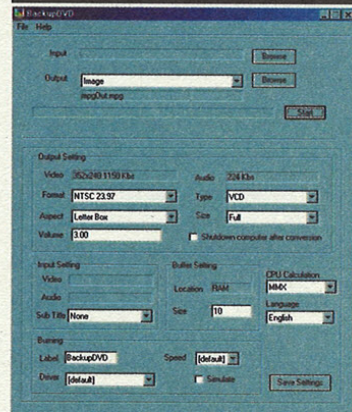 BackupDVD
File Help
Input Browse
Output Image Browse
mpgOut.mpg
Start
Output Setting
Video 352x240 1150 Kbs Audio 224 Kbs
Format NTSC 23.97 Type VCD
Aspect Letter Box Size Full
Volume 3.00 Shutdown computer after conversion
Input Setting Buffer Setting CPU Calculation
Video Location RAM MMX
Audio Language
Sub Title None Size 10 English
Burning
Label BackupDVD Speed [default]
Driver [default] Simulate Save Settings